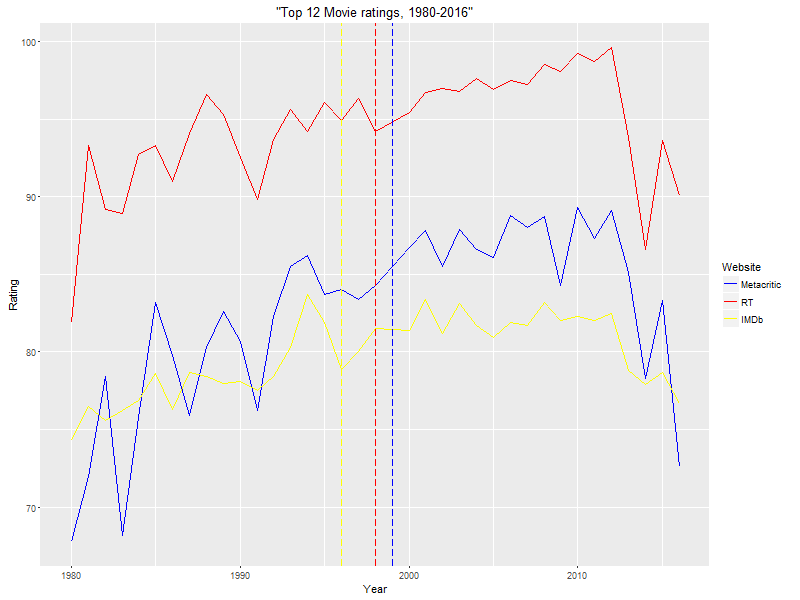 "Top 12 Movie ratings, 1980-2016"
100
90
80
70
Rating
1980
1990
2000
2010
Year
Website
Metacritic
RT
IMDb